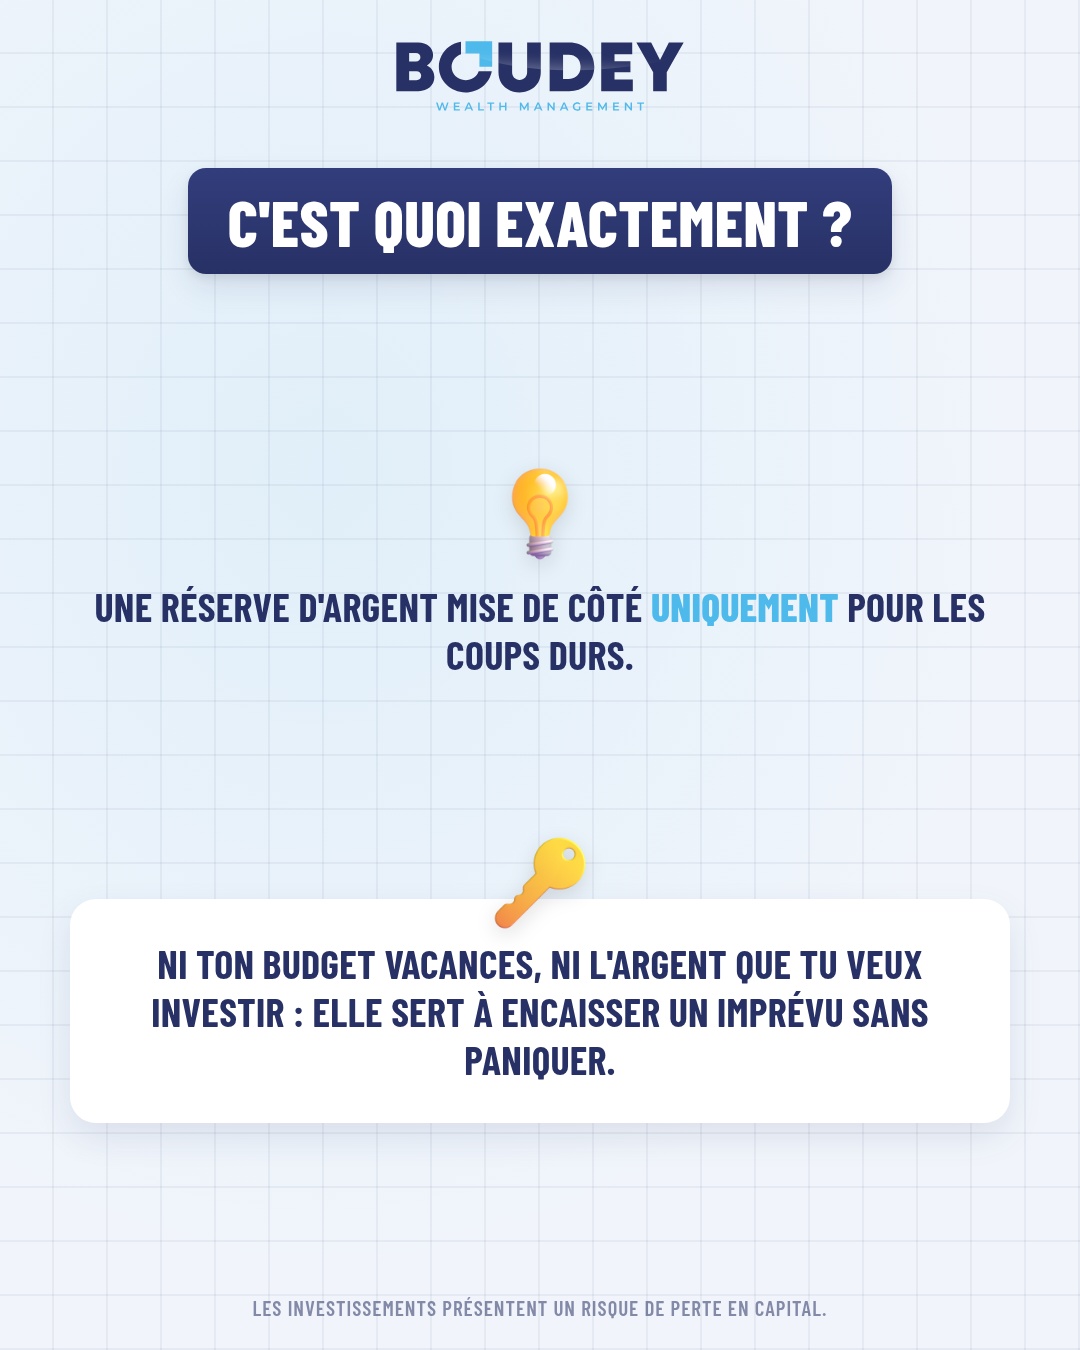 BOUDEY
WEALTH MANAGEMENT
C'EST QUOI EXACTEMENT ?
UNE RÉSERVE D'ARGENT MISE DE CÔTÉ UNIQUEMENT POUR LES
COUPS DURS.
NI TON BUDGET VACANCES, NI L'ARGENT QUE TU VEUX
INVESTIR : ELLE SERT À ENCAISSER UN IMPRÉVU SANS
PANIQUER.
LES INVESTISSEMENTS PRÉSENTENT UN RISQUE DE PERTE EN CAPITAL.